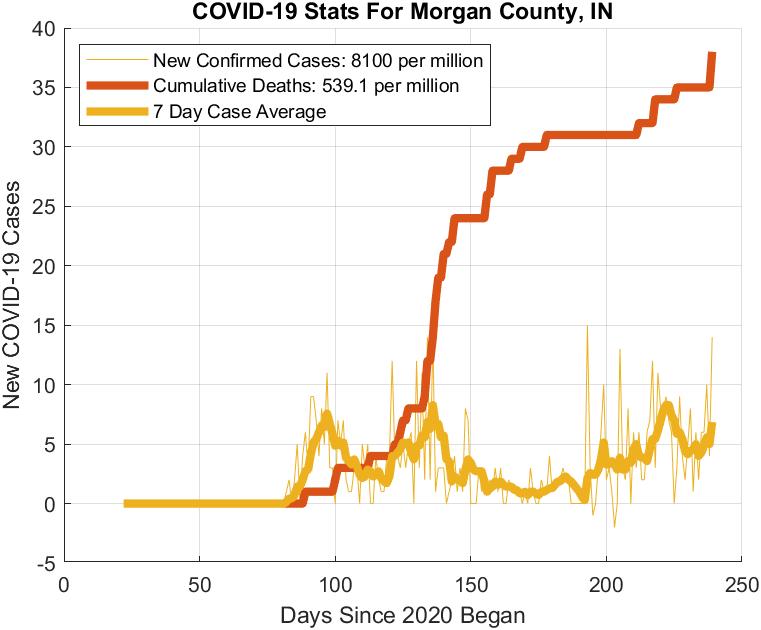 COVID-19 Stats For Morgan County, IN
New Confirmed Cases: 8100 per million
Cumulative Deaths: 539.1 per million
7 Day Case Average
New COVID-19 Cases
40
35
30
25
20
15
10
5
0
-5
0 50 100 150 200 250
Days Since 2020 Began